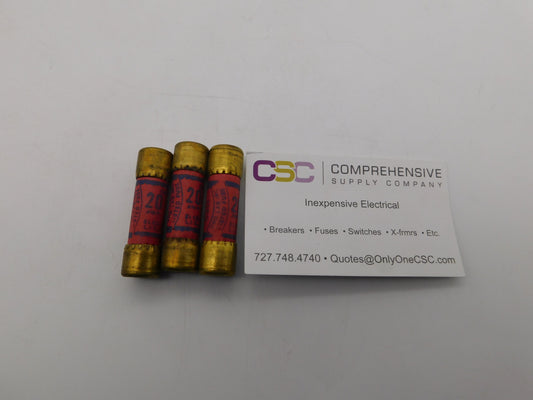 CSC COMPREHENSIVE
SUPPLY COMPANY
Inexpensive Electrical
• Breakers • Fuses • Switches • X-frmrs • Etc.
727.748.4740 • Quotes@OnlyOneCSC.com
20
20